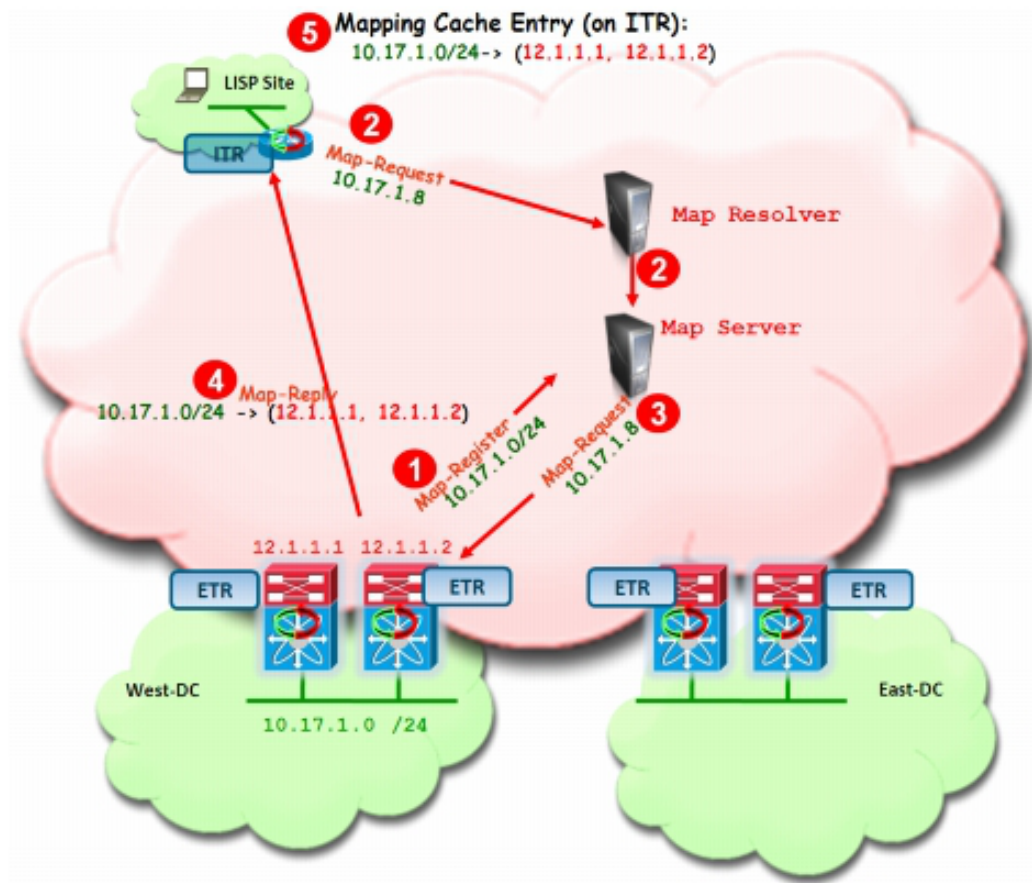 5 Mapping Cache Entry (on ITR):
10.17.1.0/24-> (12.1.1.1, 12.1.1.2)
LISP Site
ITR
2
Map-Request
10.17.1.8
Map Resolver
2
Map Server
4 Map-Reply
10.17.1.0/24 -> (12.1.1.1, 12.1.1.2)
1
Map-Register
10.17.1.0/24
3
Map-Request
10.17.1.8
12.1.1.1 12.1.1.2
ETR
ETR
ETR
ETR
West-DC
East-DC
10.17.1.0 /24